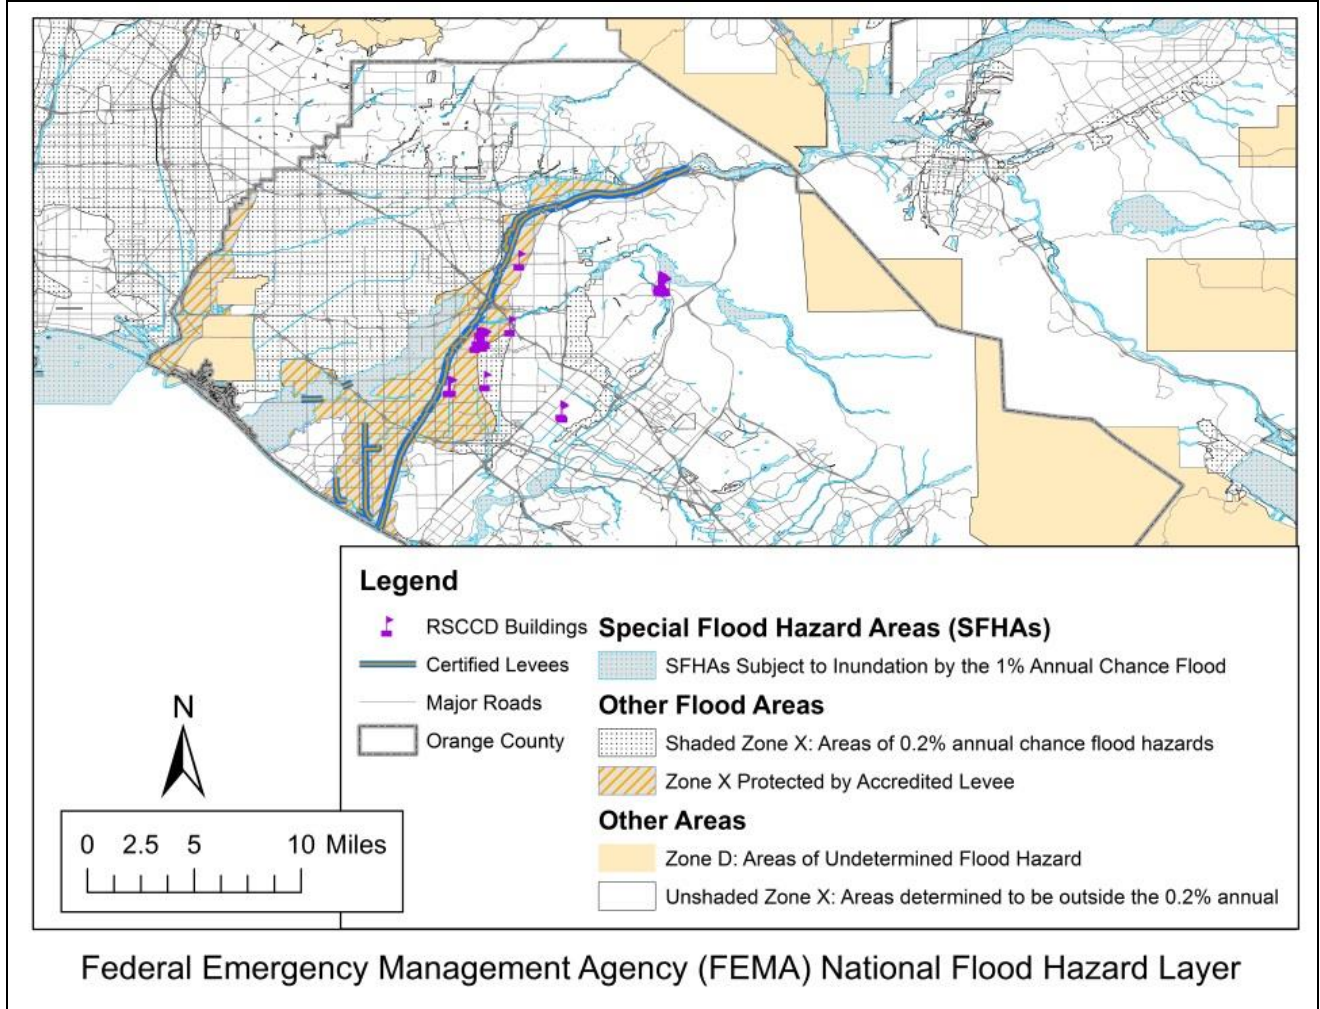 Legend
RSCCD Buildings
Certified Levees
Major Roads
Orange County
Special Flood Hazard Areas (SFHAs)
SFHAs Subject to Inundation by the 1% Annual Chance Flood
Other Flood Areas
Shaded Zone X: Areas of 0.2% annual chance flood hazards
Zone X Protected by Accredited Levee
Other Areas
Zone D: Areas of Undetermined Flood Hazard
Unshaded Zone X: Areas determined to be outside the 0.2% annual
N
0 2.5 5 10 Miles
Federal Emergency Management Agency (FEMA) National Flood Hazard Layer